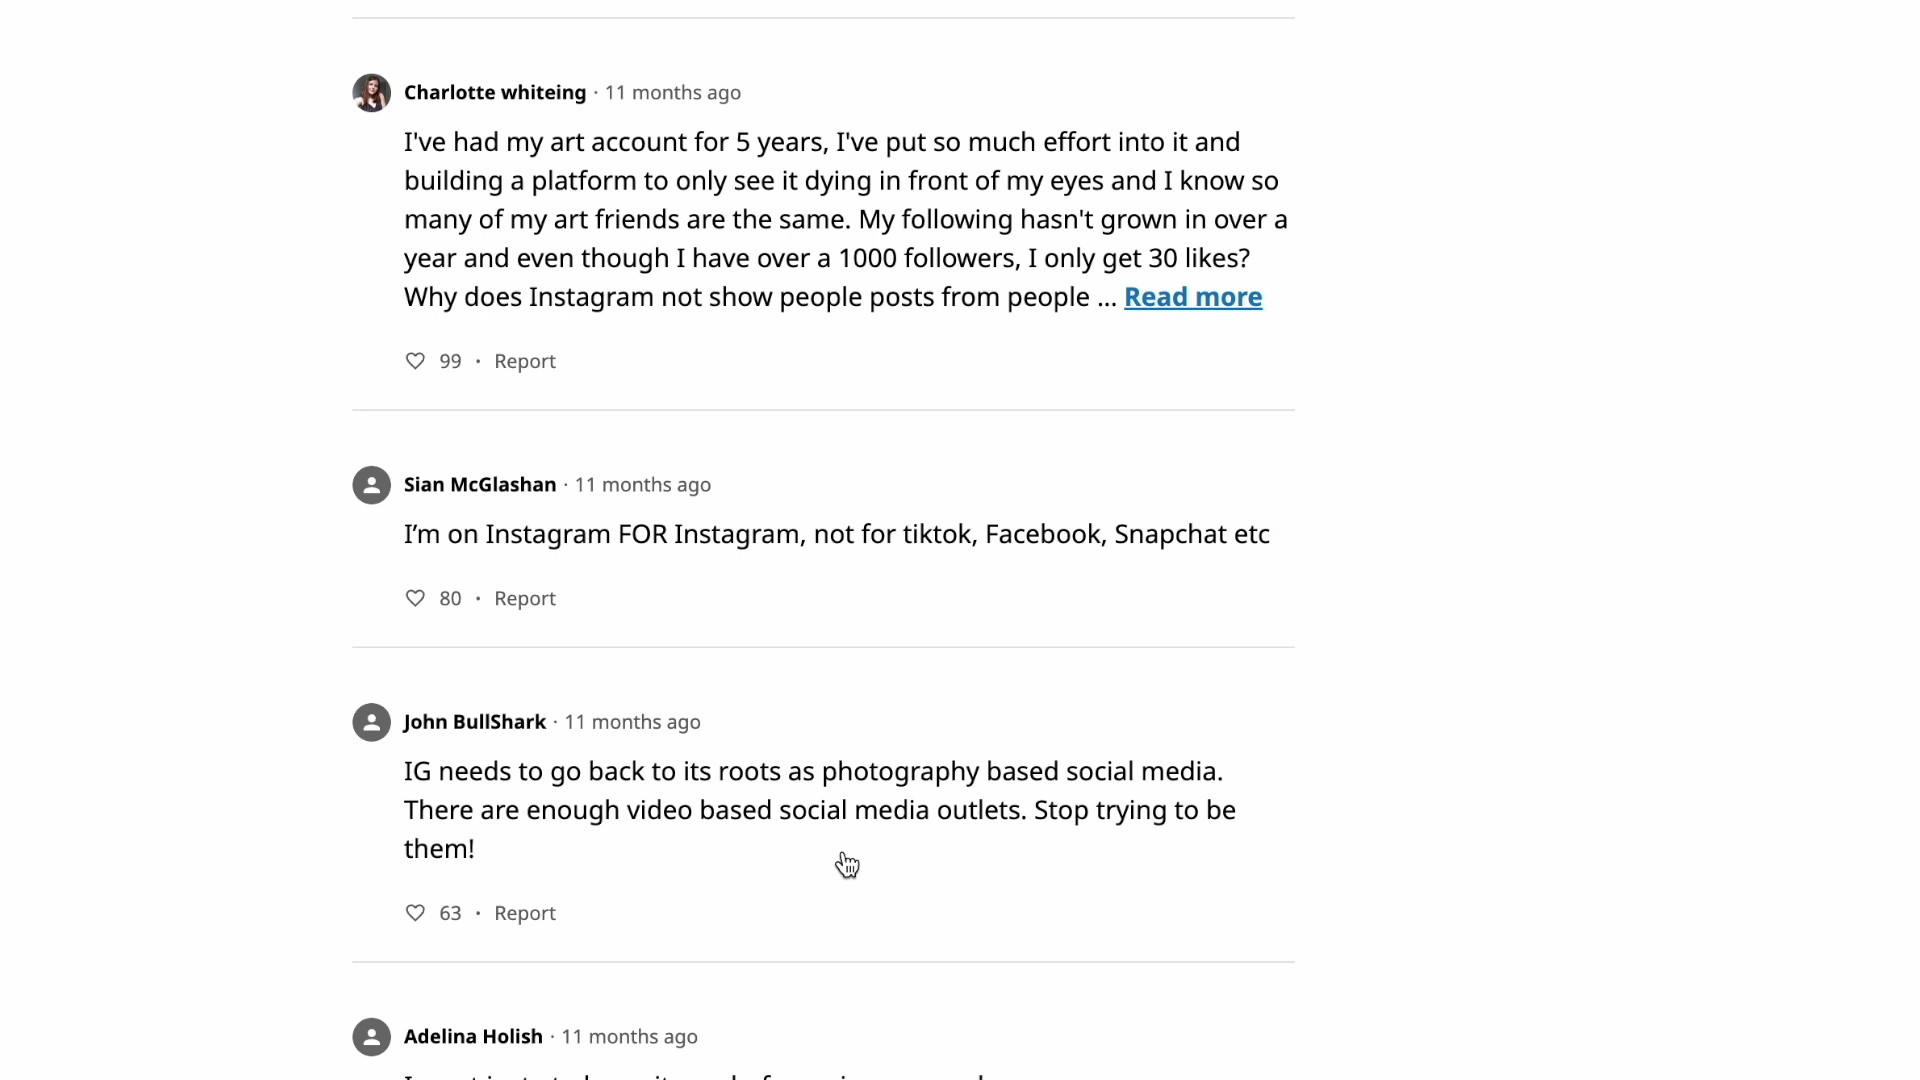 Charlotte whiteing · 11 months ago
I've had my art account for 5 years, I've put so much effort into it and
building a platform to only see it dying in front of my eyes and I know so
many of my art friends are the same. My following hasn't grown in over a
year and even though I have over a 1000 followers, I only get 30 likes?
Why does Instagram not show people posts from people ... Read more
99 · Report
Sian McGlashan · 11 months ago
I’m on Instagram FOR Instagram, not for tiktok, Facebook, Snapchat etc
80 · Report
John BullShark · 11 months ago
IG needs to go back to its roots as photography based social media.
There are enough video based social media outlets. Stop trying to be
them!
63 · Report
Adelina Holish · 11 months ago